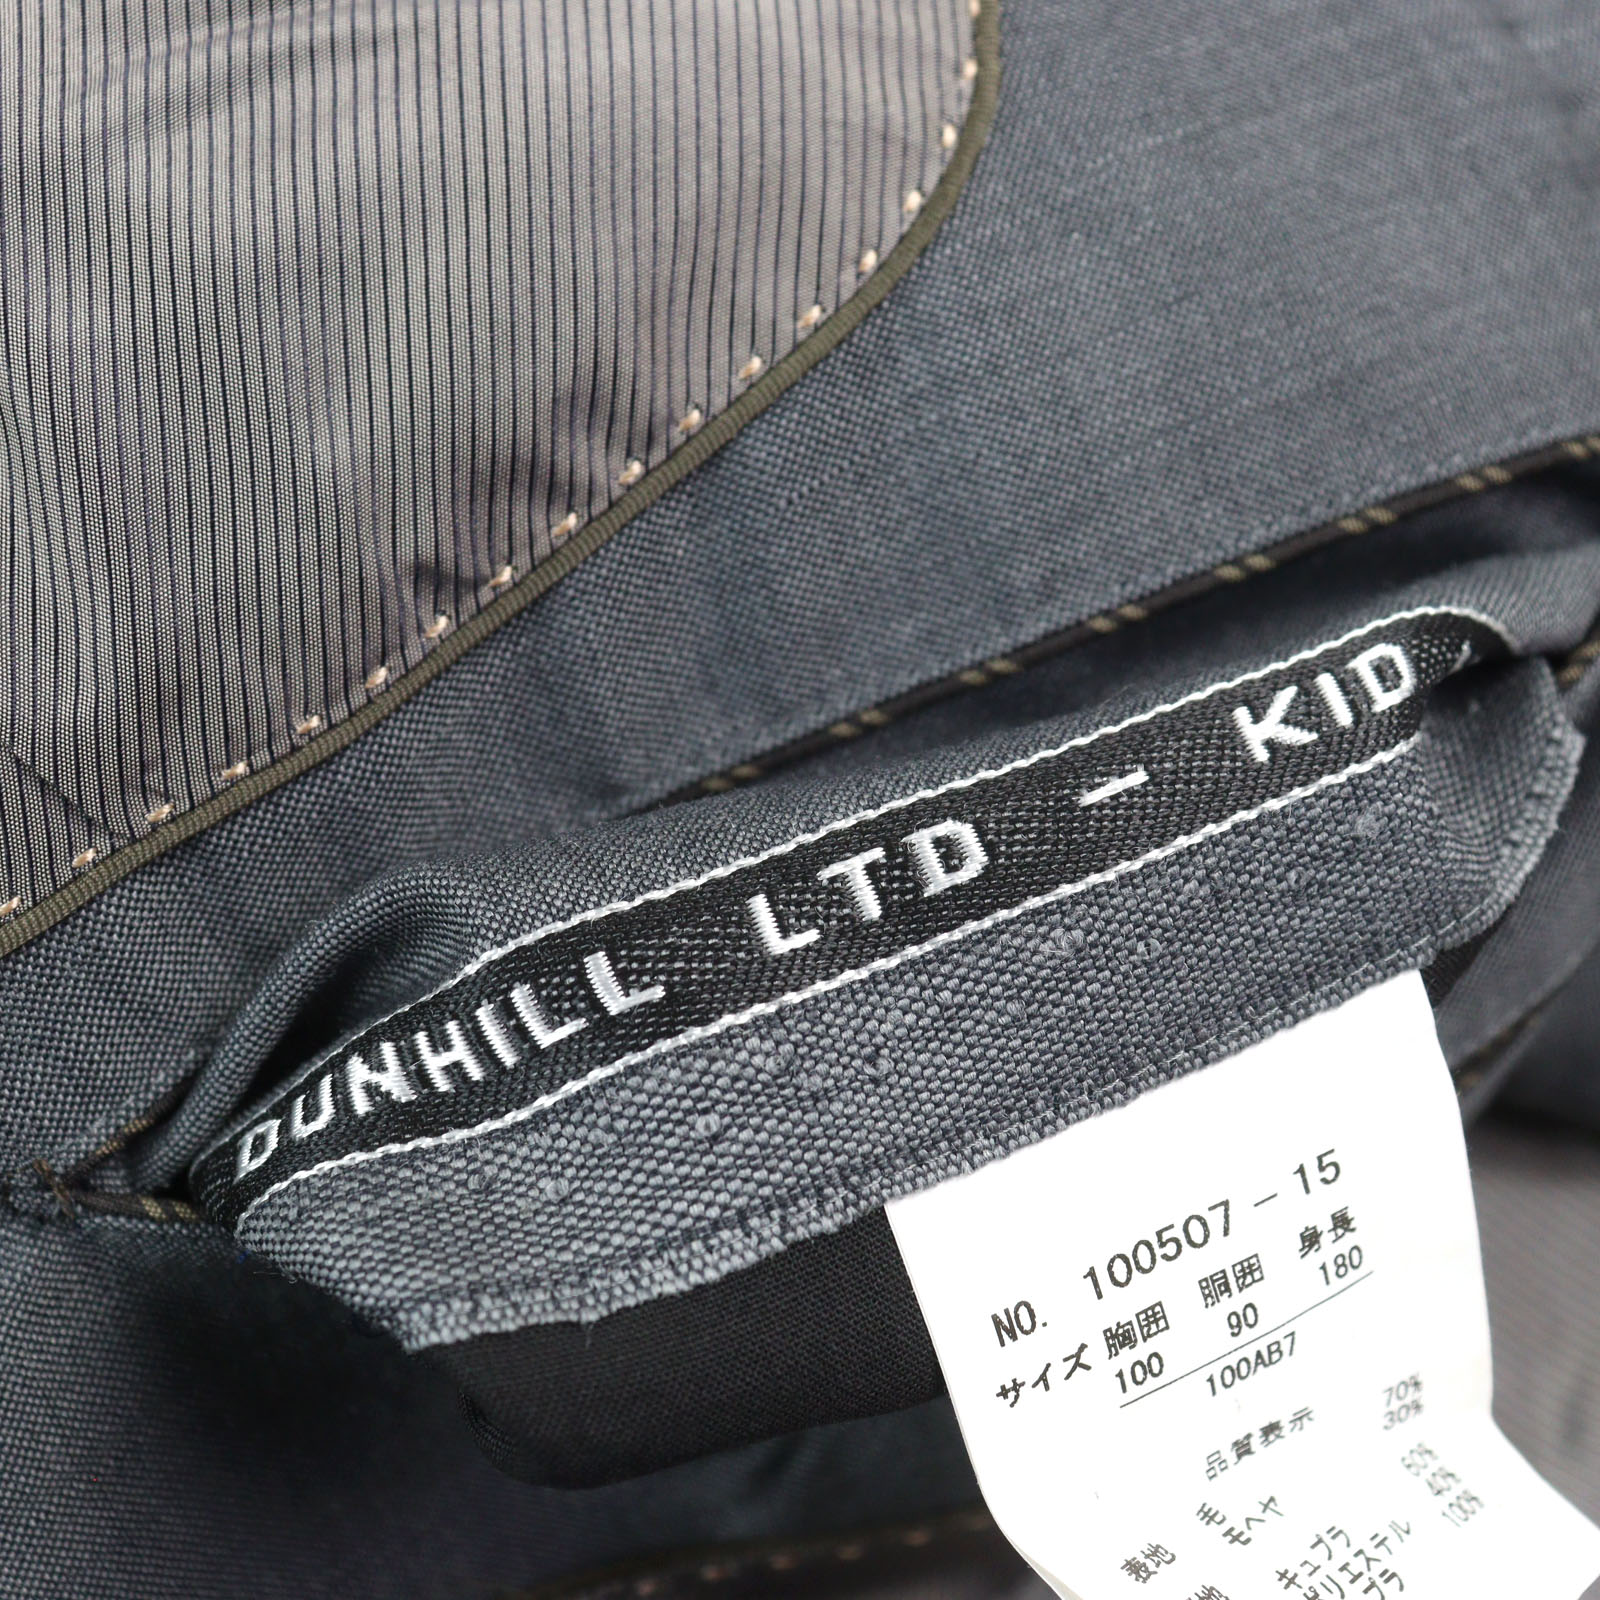 DUNHILL LTD - KID
NO. 100507-15
サイズ 胸囲 胴囲 身長
100 90 180
100AB7
品質表示
表地 毛 70%
モヘヤ 30%
キュプラ 60%
ポリエステル 40%
100%